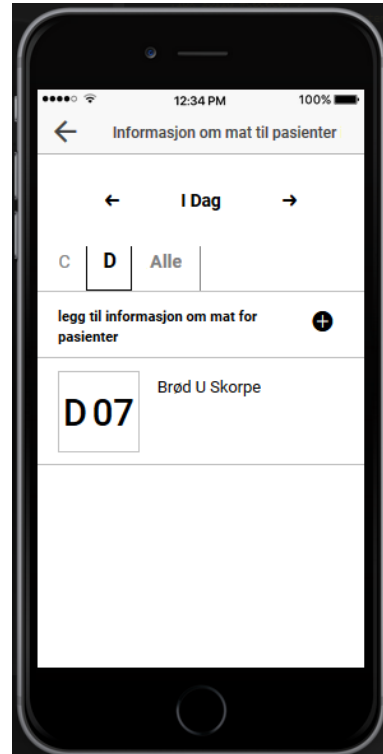 12:34 PM 100%
Informasjon om mat til pasienter
I Dag
C D Alle
legg til informasjon om mat for
pasienter
D 07 Brød U Skorpe